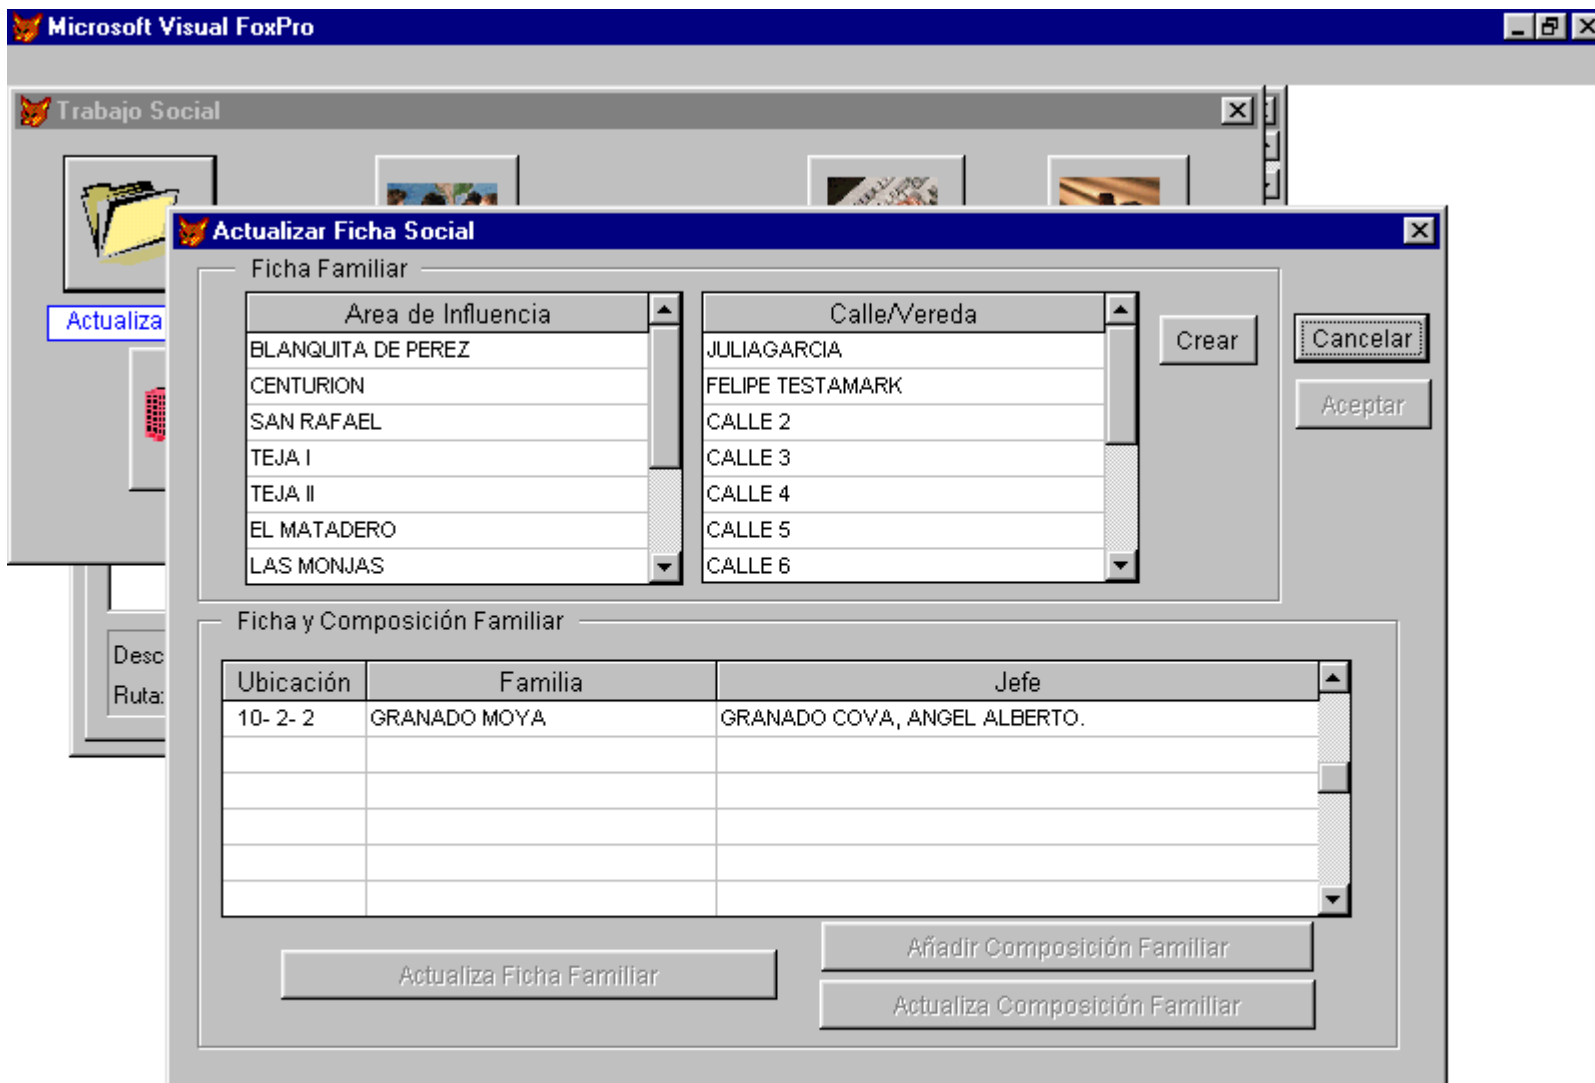 Microsoft Visual FoxPro
Trabajo Social
Actualizar Ficha Social
Ficha Familiar
Actualiza
Area de Influencia
Calle/Vereda
BLANQUITA DE PEREZ
JULIAGARCIA
Crear
Cancelar
CENTURION
FELIPE TESTAMARK
Aceptar
SAN RAFAEL
CALLE 2
TEJA I
CALLE 3
TEJA II
CALLE 4
EL MATADERO
CALLE 5
LAS MONJAS
CALLE 6
Ficha y Composición Familiar
Desc
Ruta:
Ubicación
Familia
Jefe
10- 2- 2
GRANADO MOYA
GRANADO COVA, ANGEL ALBERTO.
Añadir Composición Familiar
Actualiza Ficha Familiar
Actualiza Composición Familiar